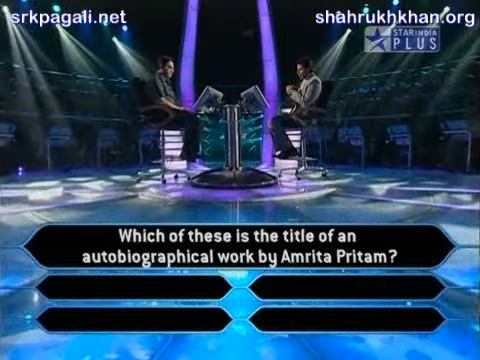 srkpagali.net
shahrukhkhan.org
STAR INDIA
PLUS
Which of these is the title of an
autobiographical work by Amrita Pritam?